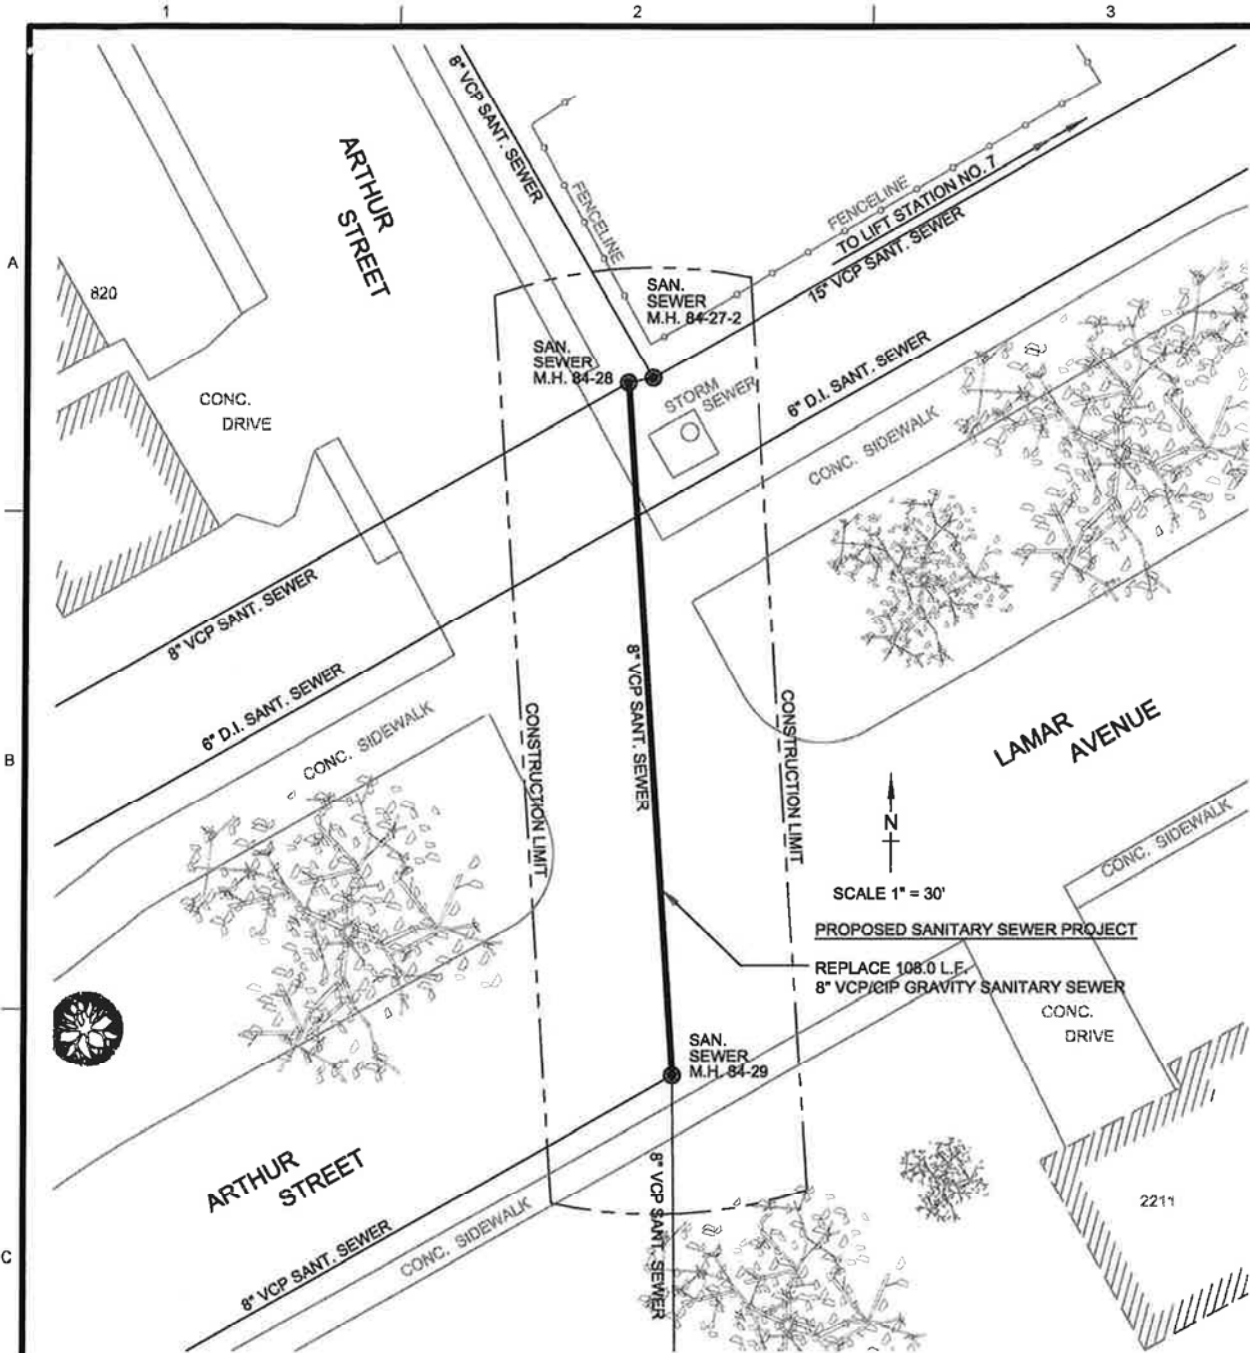 1
2
3
A
B
C
8" VCP SANT. SEWER
ARTHUR
STREET
FENCELINE
FENCELINE
TO LIFT STATION NO. 7
15" VCP SANT. SEWER
820
SAN.
SEWER
M.H. 84-27-2
SAN.
SEWER
M.H. 84-28
STORM
SEWER
6" D.I. SANT. SEWER
CONC.
DRIVE
CONC. SIDEWALK
8" VCP SANT. SEWER
6" D.I. SANT. SEWER
CONC. SIDEWALK
CONSTRUCTION LIMIT
8" VCP SANT. SEWER
CONSTRUCTION LIMIT
LAMAR
AVENUE
N
SCALE 1" = 30'
CONC. SIDEWALK
PROPOSED SANITARY SEWER PROJECT
REPLACE 108.0 L.F.
8" VCP/CIP GRAVITY SANITARY SEWER
CONC.
DRIVE
SAN.
SEWER
M.H. 84-29
ARTHUR
STREET
8" VCP SANT. SEWER
2211
8" VCP SANT. SEWER
CONC. SIDEWALK